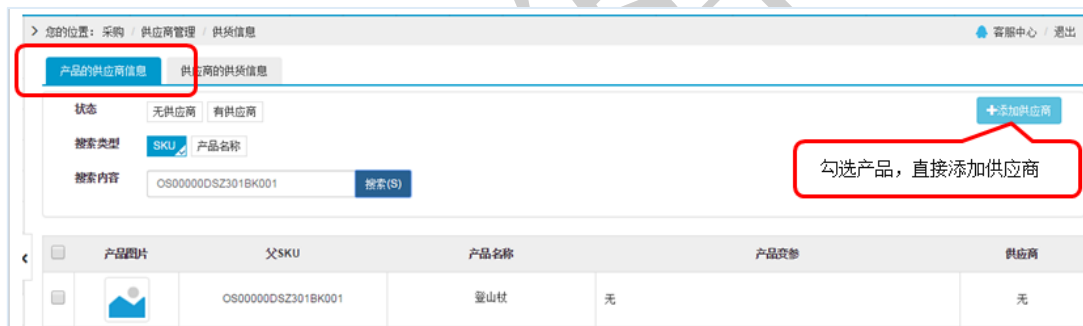 > 您的位置：采购 / 供应商管理 / 供货信息 客服中心 / 退出
产品的供应商信息 供应商的供货信息
状态 无供应商 有供应商 +添加供应商
搜索类型 SKU 产品名称
勾选产品，直接添加供应商
搜索内容 OS00000DSZ301BK001 搜索(S)
产品图片 父SKU 产品名称 产品变参 供应商
OS00000DSZ301BK001 登山杖 无 无